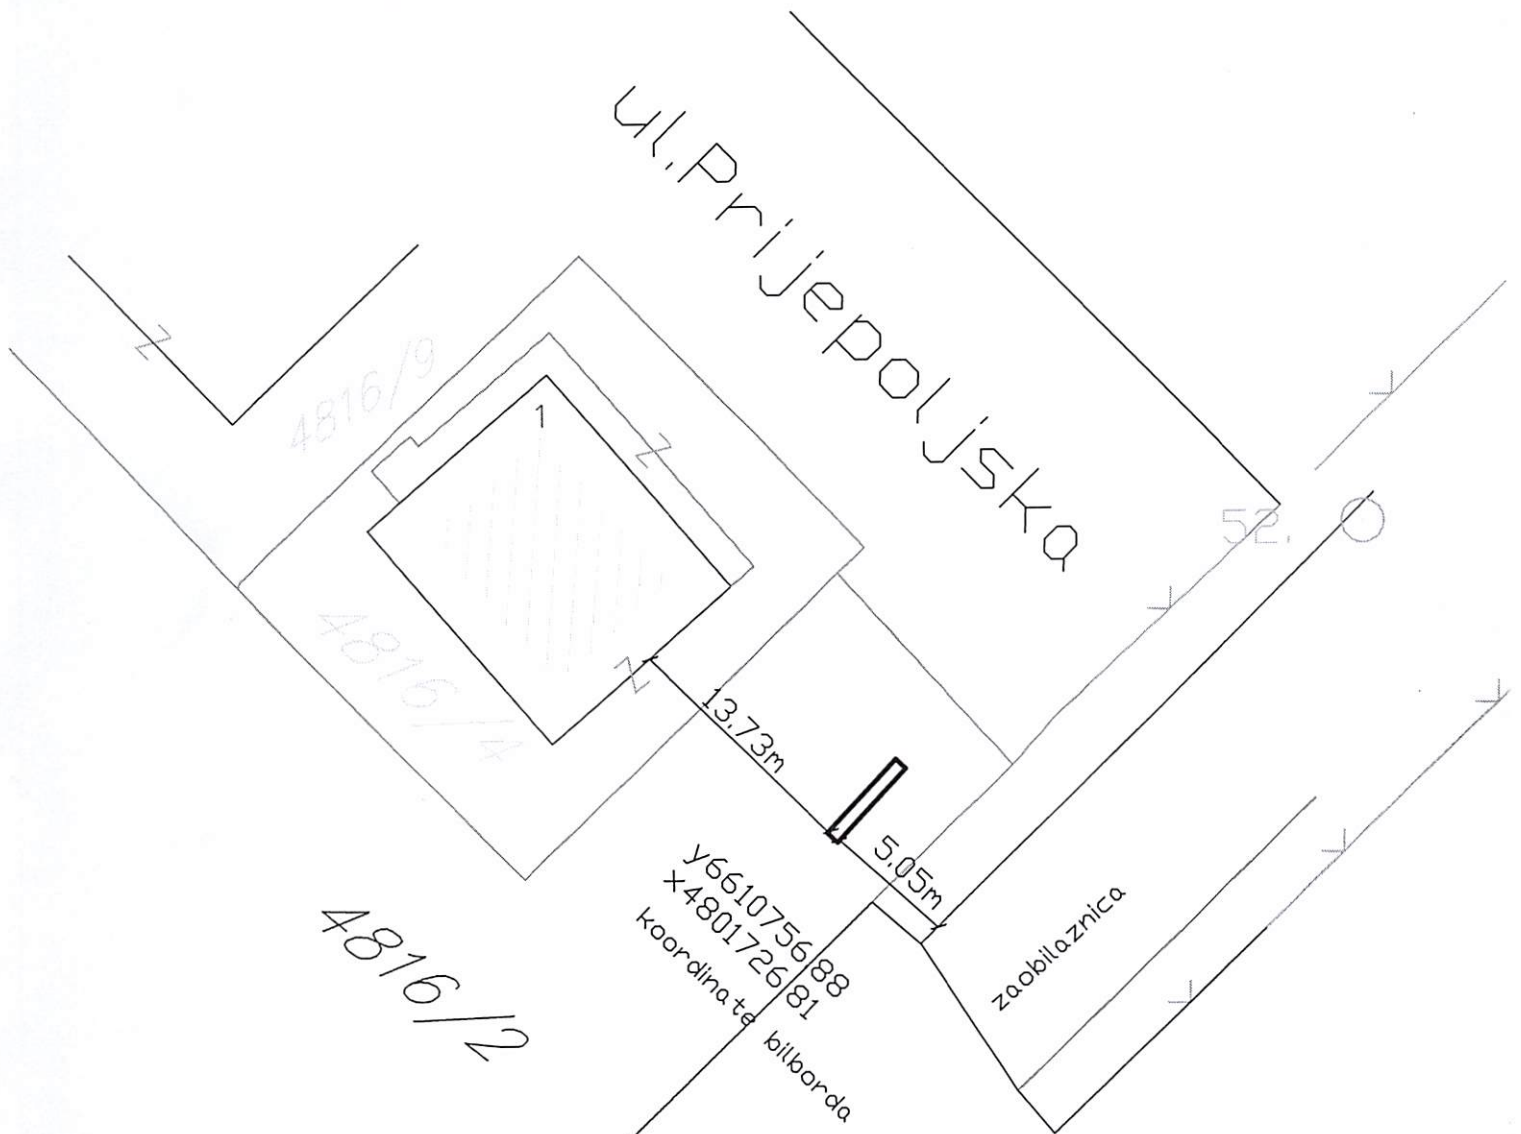 ul.Prijepoljska
4816/9
1
52.
4816/4
13.73m
5.05m
y6610756.88
x4801726.81
koordinate bilborda
zaobilaznica
4816/2